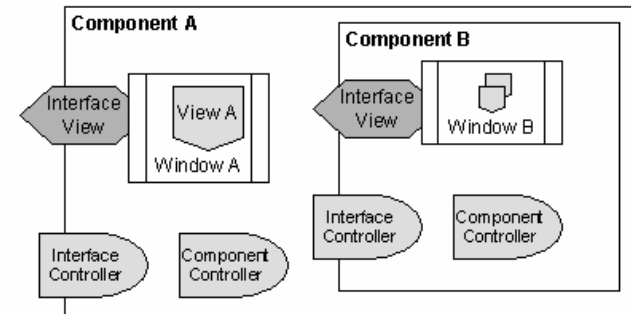 Component A
Component B
Interface
View
View A
Window A
Interface
View
Window B
Interface
Controller
Component
Controller
Interface
Controller
Component
Controller